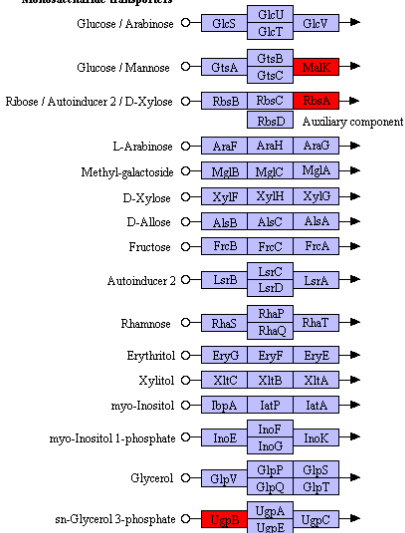 Monosaccharide transporters
Glucose / Arabinose GlcS GlcU GlcV
GlcT
Glucose / Mannose GtsA GtsB MalK
GtsC
Ribose / Autoinducer 2 / D-Xylose RbsB RbsC RbsA
RbsD Auxiliary component
L-Arabinose AraF AraH AraG
Methyl-galactoside MglB MglC MglA
D-Xylose XylF XylH XylG
D-Allose AlsB AlsC AlsA
Fructose FrcB FrcC FrcA
Autoinducer 2 LsrB LsrC LsrA
LsrD
Rhamnose RhaS RhaP RhaT
RhaQ
Erythritol EryG EryF EryE
Xylitol XltC XltB XltA
myo-Inositol IbpA IatP IatA
myo-Inositol 1-phosphate InoE InoF InoK
InoG
Glycerol GlpV GlpP GlpS
GlpQ GlpT
sn-Glycerol 3-phosphate UgpB UgpA UgpC
UgpE